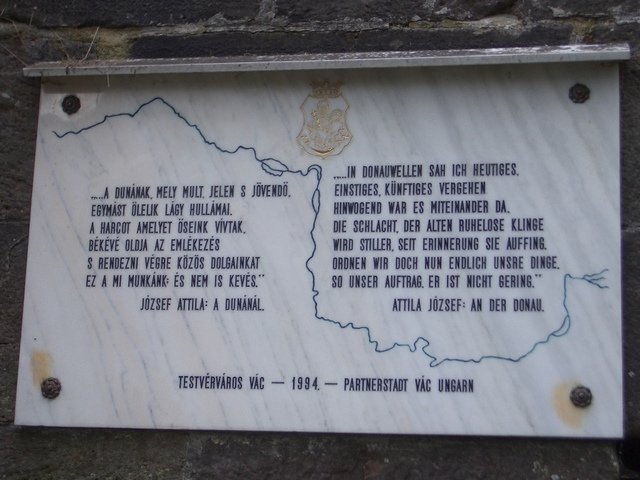 .....A DUNÁNAK, MELY MULT, JELEN S JÖVENDŐ,
EGYMÁST ÖLELIK LÁGY HULLÁMAI.
A HARCOT AMELYET ŐSEINK VÍVTAK,
BÉKÉVÉ OLDJA AZ EMLÉKEZÉS
S RENDEZNI VÉGRE KÖZÖS DOLGAINKAT
EZ A MI MUNKÁNK: ÉS NEM IS KEVÉS."
JÓZSEF ATTILA: A DUNÁNÁL.
.....IN DONAUWELLEN SAH ICH HEUTIGES,
EINSTIGES, KÜNFTIGES VERGEHEN
HINWOGEND WAR ES MITEINANDER DA.
DIE SCHLACHT, DER ALTEN RUHELOSE KLINGE
WIRD STILLER, SEIT ERINNERUNG SIE AUFFING.
ORDNEN WIR DOCH NUN ENDLICH UNSRE DINGE,
SO UNSER AUFTRAG. ER IST NICHT GERING."
ATTILA JÓZSEF: AN DER DONAU.
TESTVÉRVÁROS VÁC — 1994. — PARTNERSTADT VÁC UNGARN